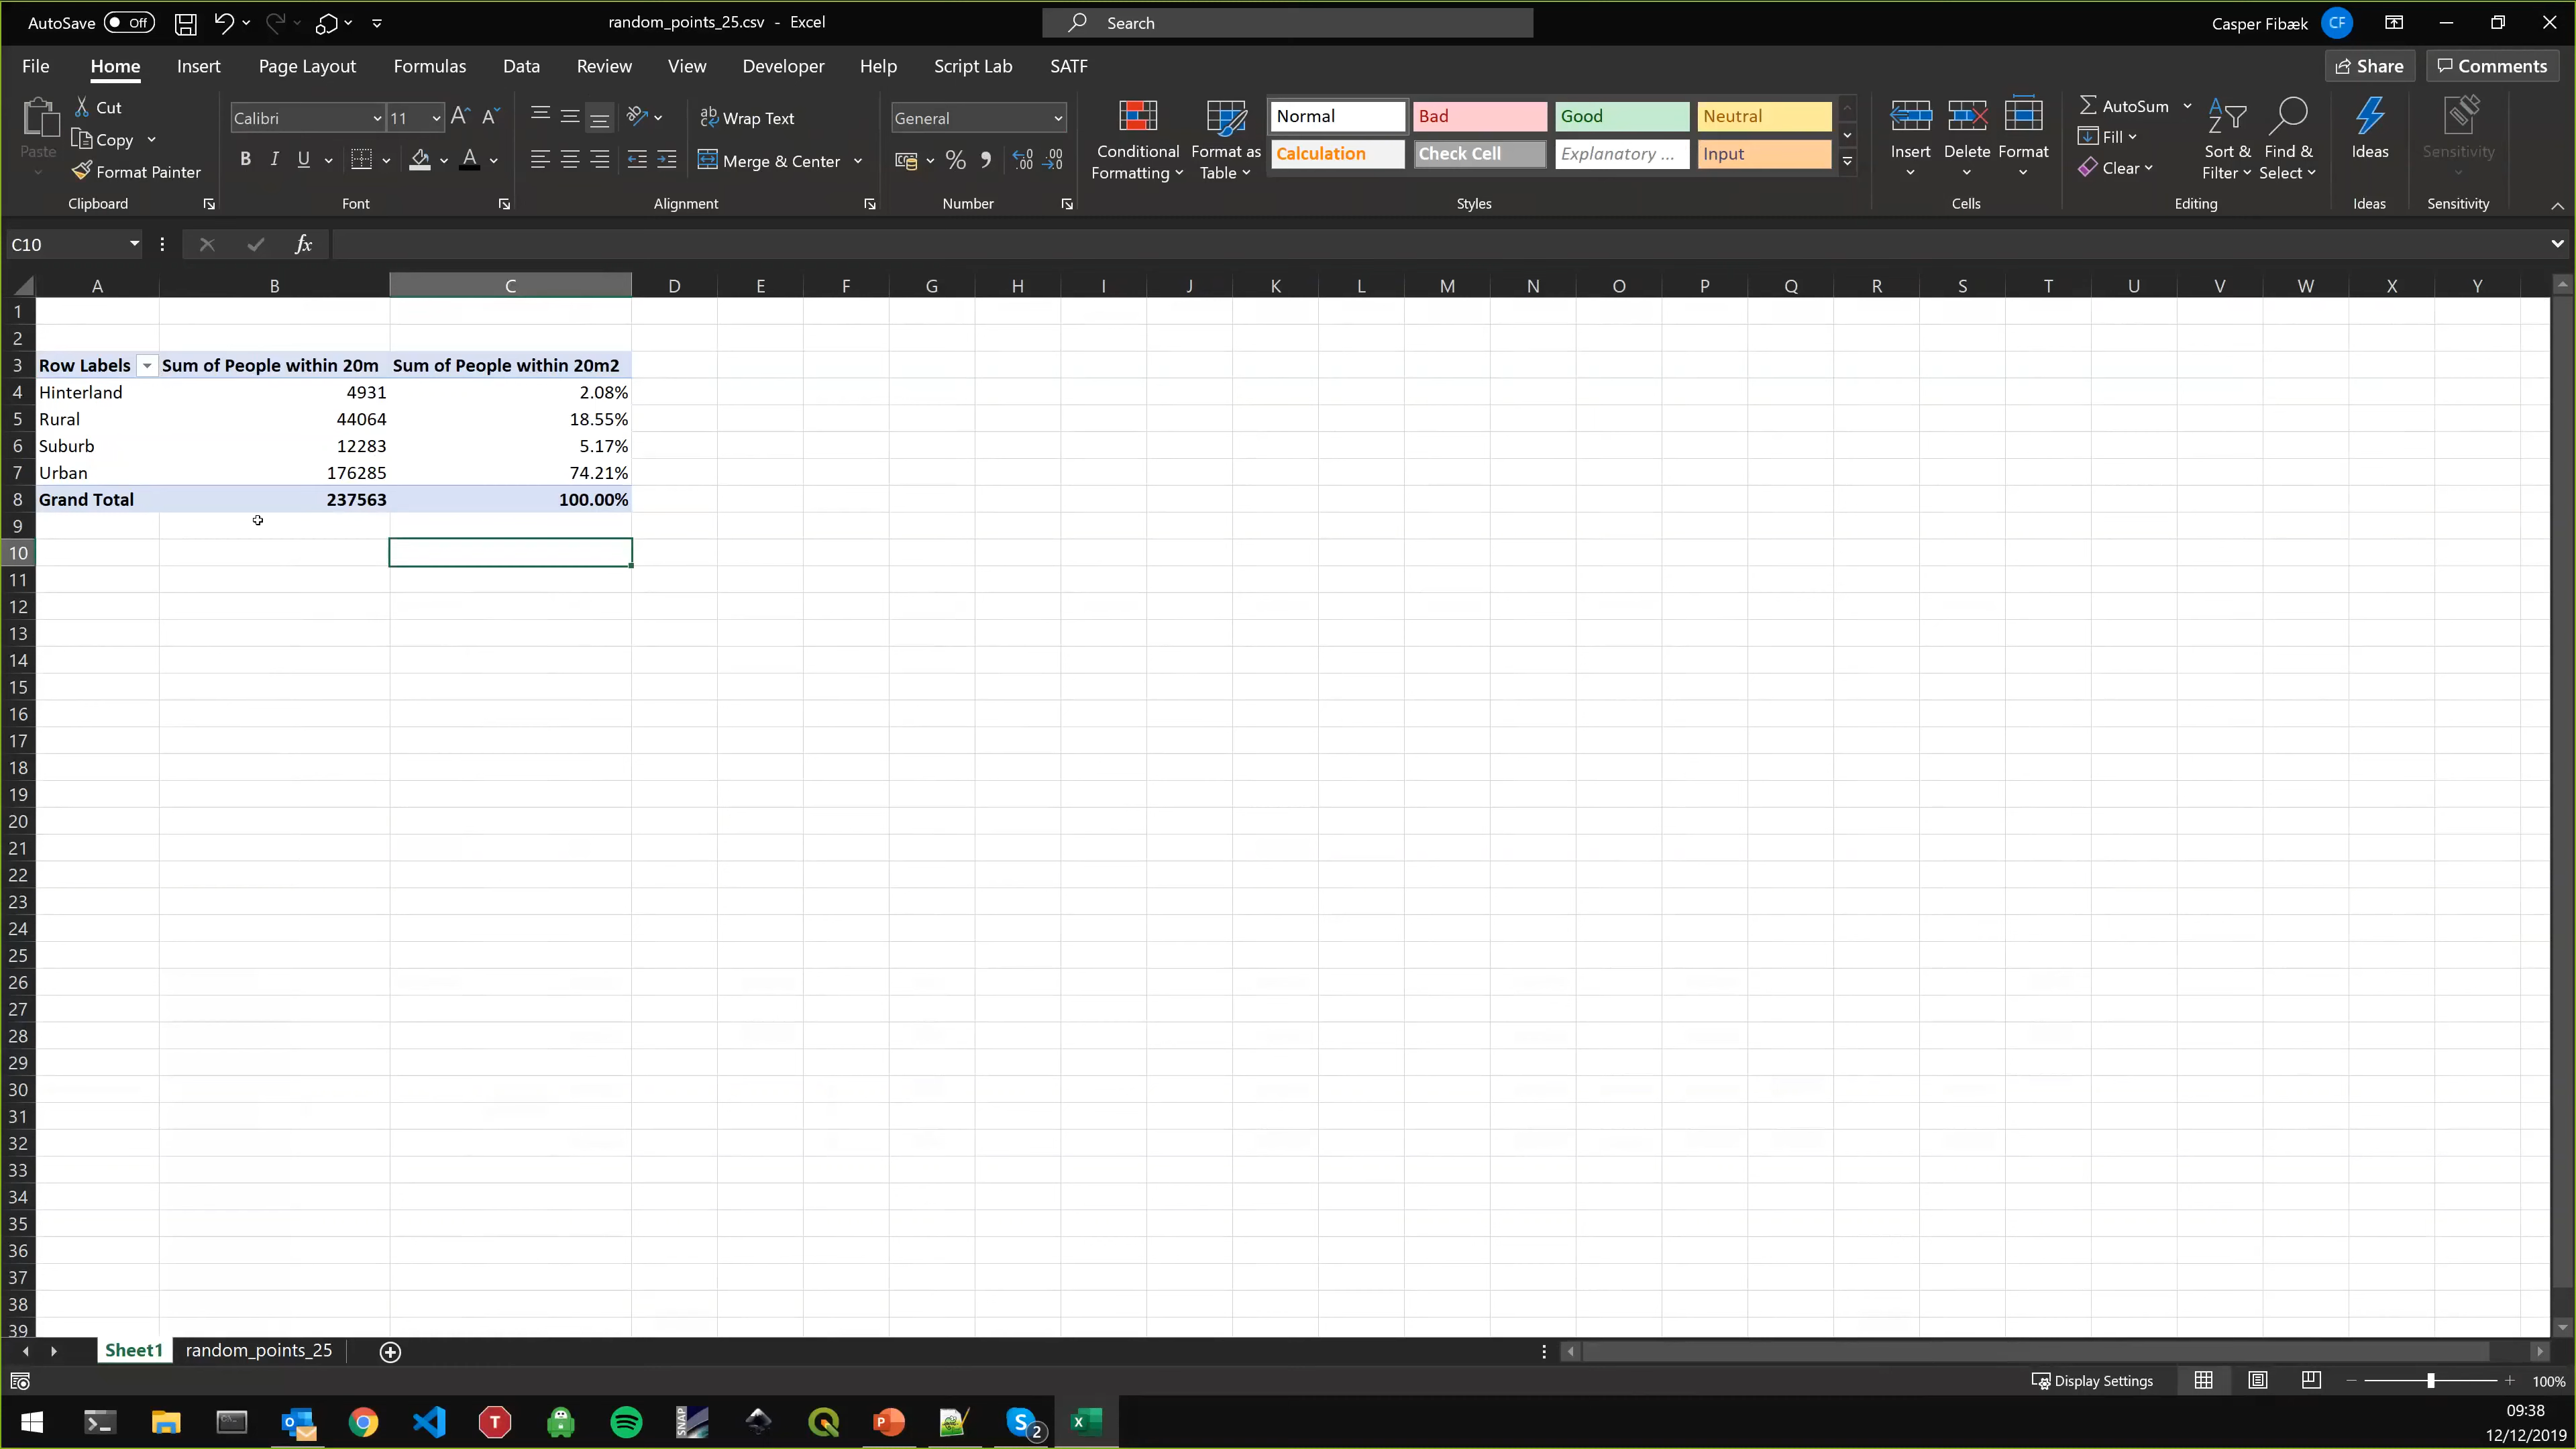 AutoSave Off random_points_25.csv - Excel Search Casper Fibæk CF
File Home Insert Page Layout Formulas Data Review View Developer Help Script Lab SATF Share Comments
Paste Cut Copy Format Painter
Clipboard
Calibri 11
B I U A
Font
Wrap Text
Merge & Center
Alignment
General
% 9
Number
Conditional Formatting
Format as Table
Normal Bad Good Neutral
Calculation Check Cell Explanatory ... Input
Styles
Insert Delete Format
Cells
AutoSum
Fill
Clear
Sort & Filter
Find & Select
Editing
Ideas
Ideas
Sensitivity
Sensitivity
C10 fx
A B C D E F G H I J K L M N O P Q R S T U V W X Y
1
2
3 Row Labels Sum of People within 20m Sum of People within 20m2
4 Hinterland 4931 2.08%
5 Rural 44064 18.55%
6 Suburb 12283 5.17%
7 Urban 176285 74.21%
8 Grand Total 237563 100.00%
9
10
11
12
13
14
15
16
17
18
19
20
21
22
23
24
25
26
27
28
29
30
31
32
33
34
35
36
37
38
39
Sheet1 random_points_25
Display Settings 100%
T SNAP P S 2 X
09:38
12/12/2019